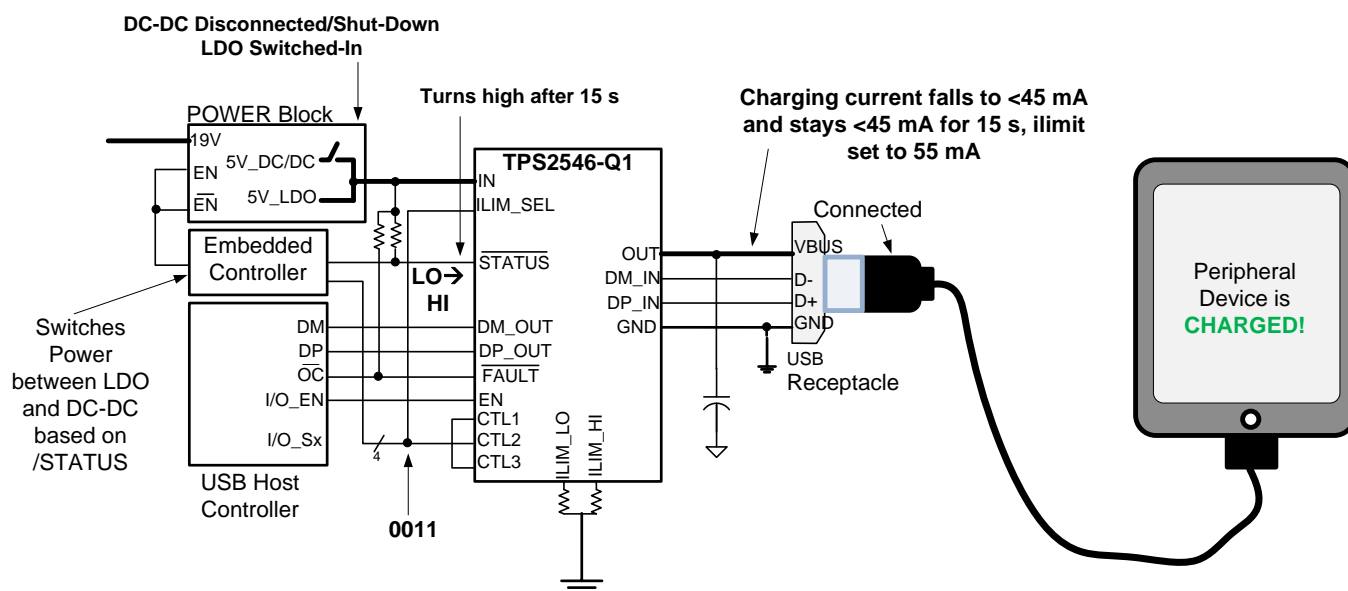 DC-DC Disconnected/Shut-Down
LDO Switched-In
POWER Block
19V
EN
EN
5V_DC/DC
5V_LDO
Embedded
Controller
Switches
Power
between LDO
and DC-DC
based on
/STATUS
DM
DP
OC
I/O_EN
I/O_Sx
USB Host
Controller
4
0011
Turns high after 15 s
LO→
HI
TPS2546-Q1
IN
ILIM_SEL
STATUS
DM_OUT
DP_OUT
FAULT
EN
CTL1
CTL2
CTL3
ILIM_LO
ILIM_HI
OUT
DM_IN
DP_IN
GND
Charging current falls to <45 mA
and stays <45 mA for 15 s, ilimit
set to 55 mA
Connected
VBUS
D-
D+
GND
USB
Receptacle
Peripheral
Device is
CHARGED!